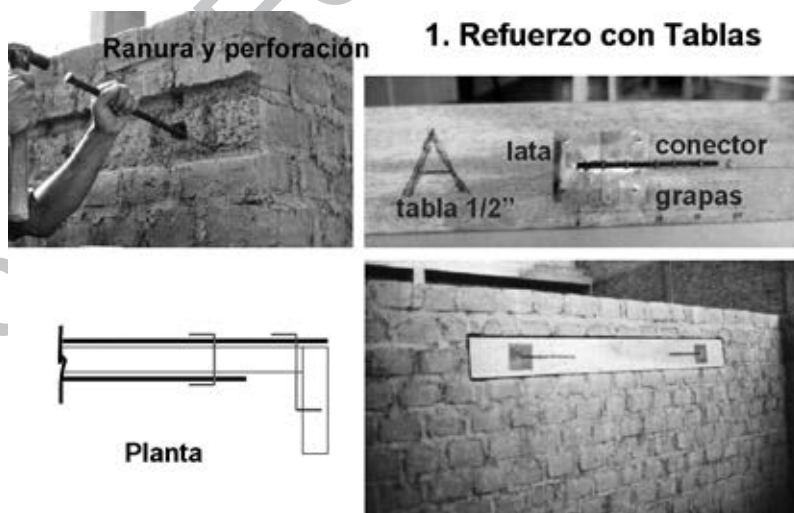 Ranura y perforación
1. Refuerzo con Tablas
A
lata
conector
tabla 1/2"
grapas
Planta